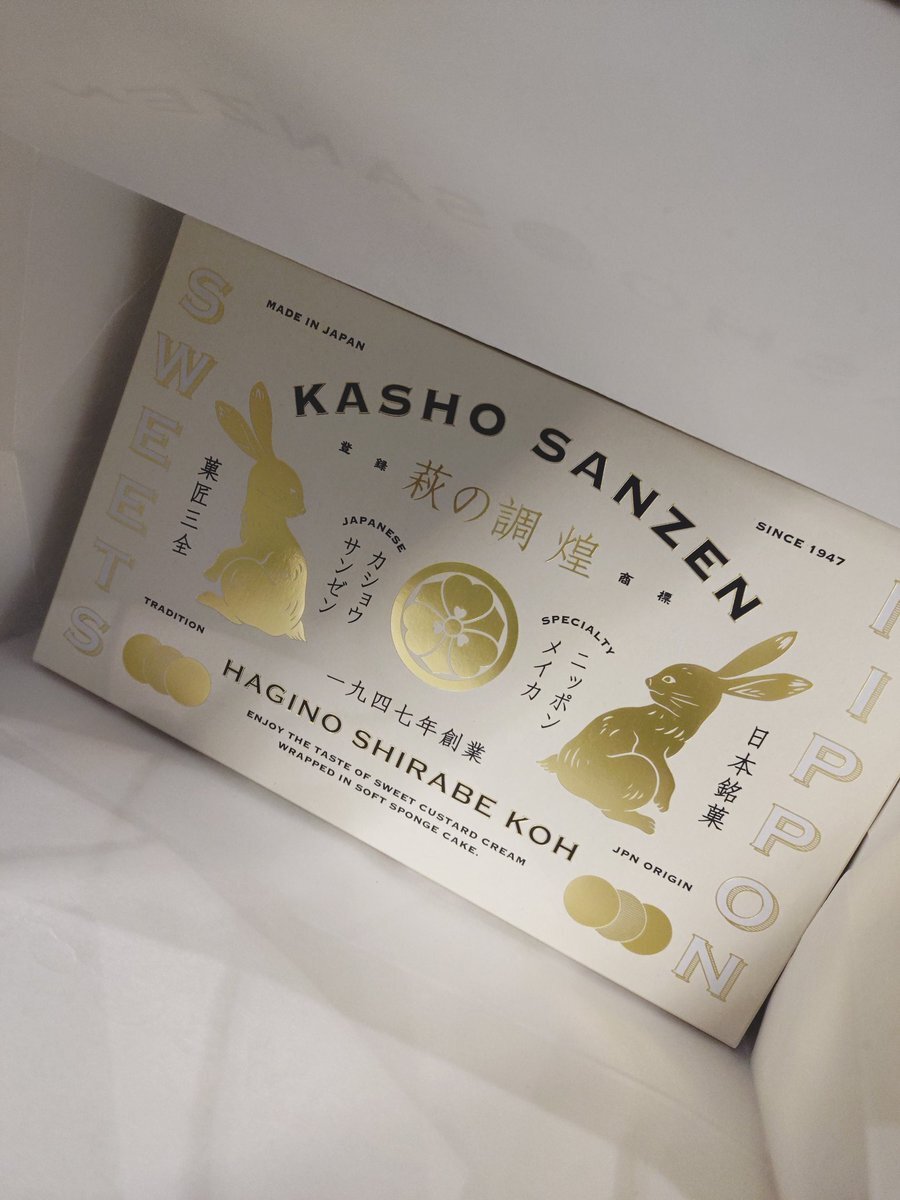 MADE IN JAPAN
KASHO SANZEN
SINCE 1947
SWEETS
登録
萩の調 煌
商標
菓匠三全
JAPANESE
カショウ
サンゼン
SPECIALTY
ニッポン
メイカ
日本銘菓
TRADITION
一九四七年創業
HAGINO SHIRABE KOH
ENJOY THE TASTE OF SWEET CUSTARD CREAM
WRAPPED IN SOFT SPONGE CAKE.
JPN ORIGIN
IPPON